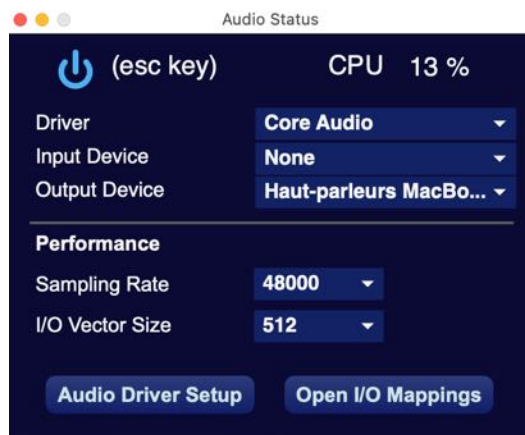 Audio Status
(esc key) CPU 13 %
Driver Core Audio
Input Device None
Output Device Haut-parleurs MacBo...
Performance
Sampling Rate 48000
I/O Vector Size 512
Audio Driver Setup Open I/O Mappings